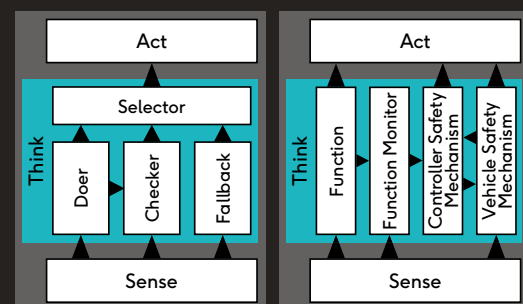 Act
Selector
Think
Doer
Checker
Fallback
Sense
Act
Think
Function
Function Monitor
Controller Safety
Mechanism
Vehicle Safety
Mechanism
Sense